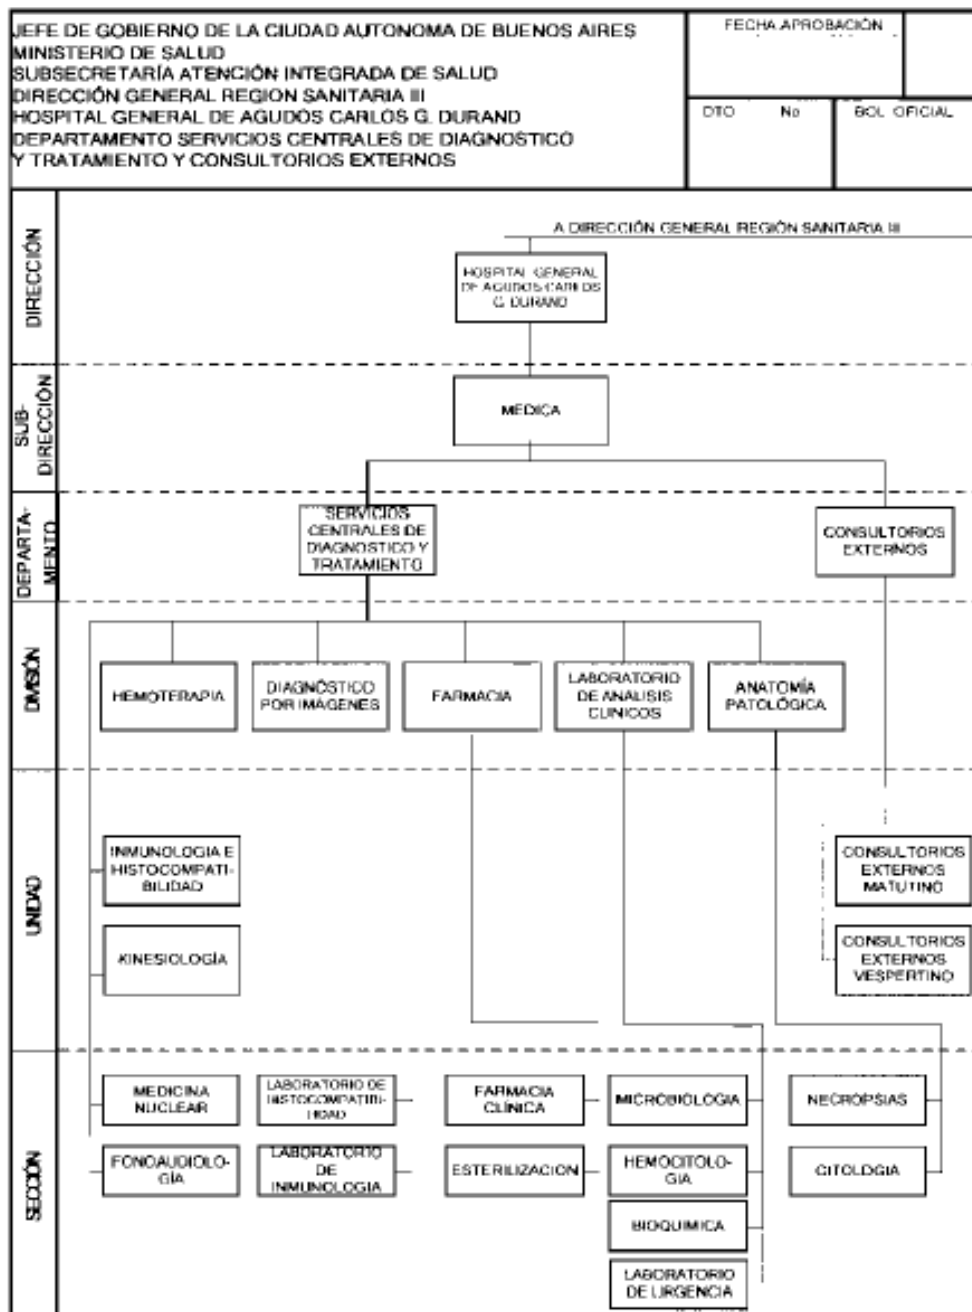 JEFE DE GOBIERNO DE LA CIUDAD AUTONOMA DE BUENOS AIRES
MINISTERIO DE SALUD
SUBSECRETARÍA ATENCIÓN INTEGRADA DE SALUD
DIRECCIÓN GENERAL REGION SANITARIA III
HOSPITAL GENERAL DE AGUDOS CARLOS G. DURAND
DEPARTAMENTO SERVICIOS CENTRALES DE DIAGNOSTICO
Y TRATAMIENTO Y CONSULTORIOS EXTERNOS
FECHA APROBACIÓN
DTO No
BOL OFICIAL
DIRECCIÓN
A DIRECCIÓN GENERAL REGIÓN SANITARIA III
HOSPITAL GENERAL
DE AGUDOS CARLOS
G. DURAND
SUB-
DIRECCIÓN
MEDICA
DEPARTA-
MENTO
SERVICIOS
CENTRALES DE
DIAGNOSTICO Y
TRATAMIENTO
CONSULTORIOS
EXTERNOS
DIVISIÓN
HEMOTERAPIA
DIAGNÓSTICO
POR IMÁGENES
FARMACIA
LABORATORIO
DE ANÁLISIS
CLINICOS
ANATOMÍA
PATOLÓGICA
UNIDAD
INMUNOLOGIA E
HISTOCOMPATI-
BILIDAD
KINESIOLOGÍA
CONSULTORIOS
EXTERNOS
MATUTINO
CONSULTORIOS
EXTERNOS
VESPERTINO
SECCIÓN
MEDICINA
NUCLEAR
LABORATORIO DE
HISTOCOMPATIBI-
LIDAD
FARMACIA
CLÍNICA
MICROBIOLOGIA
NECROPSIAS
FONOAUDIOLO-
GÍA
LABORATORIO
DE
INMUNOLOGIA
ESTERILIZACION
HEMOCITOLO-
GIA
CITOLOGIA
BIOQUIMICA
LABORATORIO
DE URGENCIA